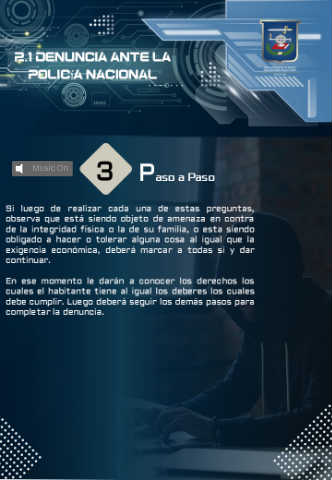 2.1 DENUNCIA ANTE LA
POLICíA NACIONAL
Music On
3
Paso a Paso
Si luego de realizar cada una de estas preguntas,
observa que está siendo objeto de amenaza en contra
de la integridad física o la de su familia, o esta siendo
obligado a hacer o tolerar alguna cosa al igual que la
exigencia económica, deberá marcar a todas si y dar
continuar.
En ese momento le darán a conocer los derechos los
cuales el habitante tiene al igual los deberes los cuales
debe cumplir. Luego deberá seguir los demás pasos para
completar la denuncia.